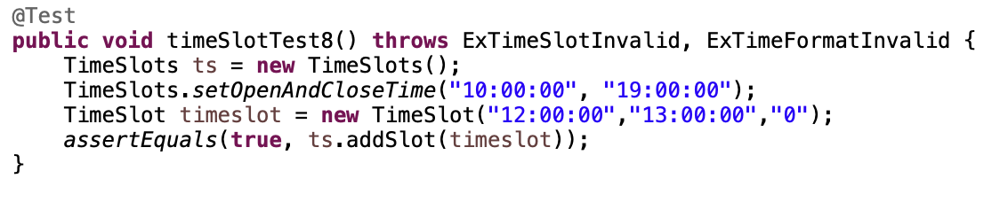 @Test
public void timeSlotTest8() throws ExTimeSlotInvalid, ExTimeFormatInvalid {
    TimeSlots ts = new TimeSlots();
    TimeSlots.setOpenAndCloseTime("10:00:00", "19:00:00");
    TimeSlot timeslot = new TimeSlot("12:00:00","13:00:00","0");
    assertEquals(true, ts.addSlot(timeslot));
}